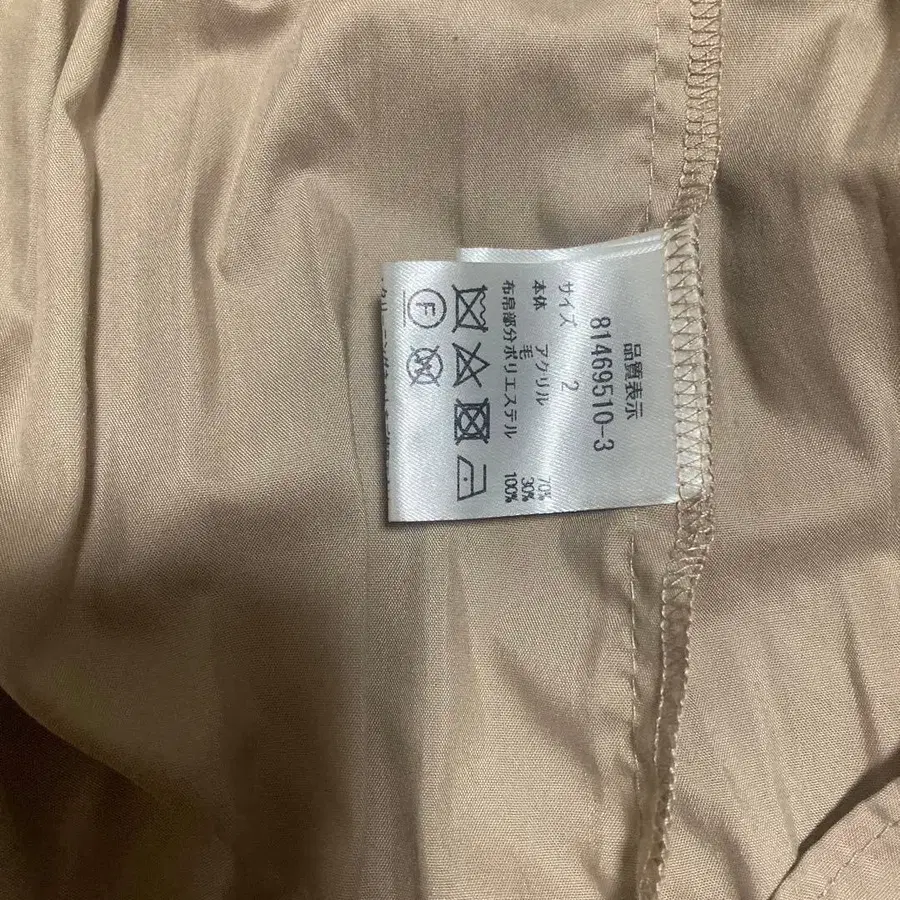 品質表示
81469510-3
サイズ 2
本体 アクリル 70%
毛 30%
布帛部分ポリエステル 100%
F